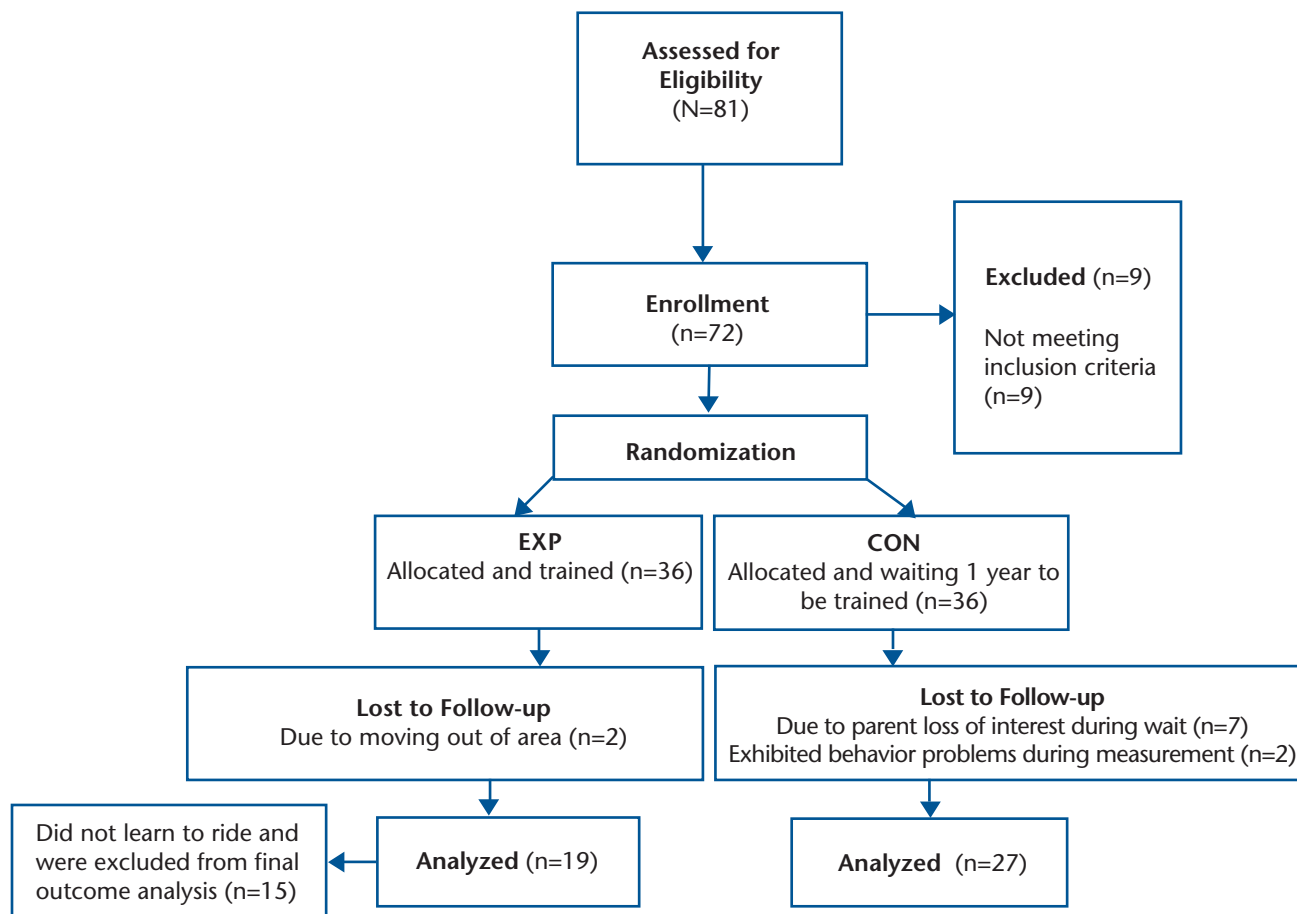 Assessed for
Eligibility
(N=81)
Enrollment
(n=72)
Excluded (n=9)
Not meeting
inclusion criteria
(n=9)
Randomization
EXP
Allocated and trained (n=36)
CON
Allocated and waiting 1 year to
be trained (n=36)
Lost to Follow-up
Due to moving out of area (n=2)
Lost to Follow-up
Due to parent loss of interest during wait (n=7)
Exhibited behavior problems during measurement (n=2)
Did not learn to ride and
were excluded from final
outcome analysis (n=15)
Analyzed (n=19)
Analyzed (n=27)